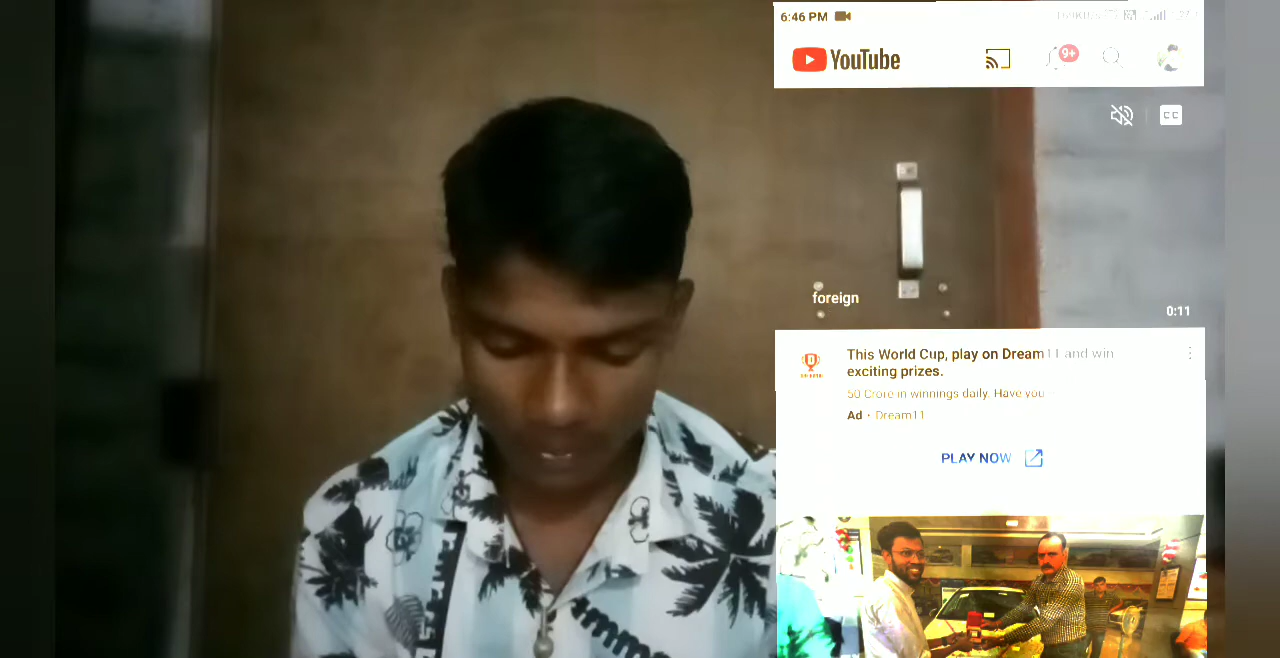 6:46 PM
YouTube
9+
CC
foreign
0:11
This World Cup, play on Dream11 and win
exciting prizes.
50 Crore in winnings daily. Have you
Ad · Dream11
PLAY NOW